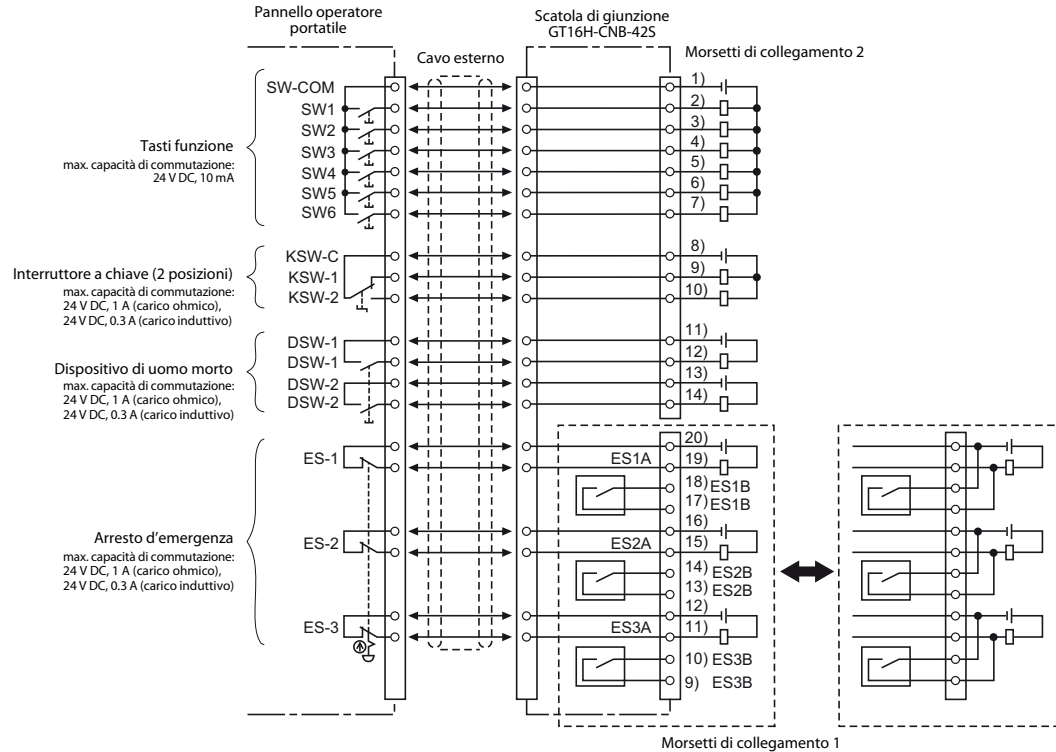 Pannello operatore
portatile
Scatola di giunzione
GT16H-CNB-42S
Cavo esterno
Morsetti di collegamento 2
Tasti funzione
max. capacità di commutazione:
24 V DC, 10 mA
SW-COM
SW1
SW2
SW3
SW4
SW5
SW6
1)
2)
3)
4)
5)
6)
7)
Interruttore a chiave (2 posizioni)
max. capacità di commutazione:
24 V DC, 1 A (carico ohmico),
24 V DC, 0.3 A (carico induttivo)
KSW-C
KSW-1
KSW-2
8)
9)
10)
Dispositivo di uomo morto
max. capacità di commutazione:
24 V DC, 1 A (carico ohmico),
24 V DC, 0.3 A (carico induttivo)
DSW-1
DSW-1
DSW-2
DSW-2
11)
12)
13)
14)
Arresto d'emergenza
max. capacità di commutazione:
24 V DC, 1 A (carico ohmico),
24 V DC, 0.3 A (carico induttivo)
ES-1
ES-2
ES-3
20)
ES1A 19)
18) ES1B
17) ES1B
16)
ES2A 15)
14) ES2B
13) ES2B
12)
ES3A 11)
10) ES3B
9) ES3B
Morsetti di collegamento 1